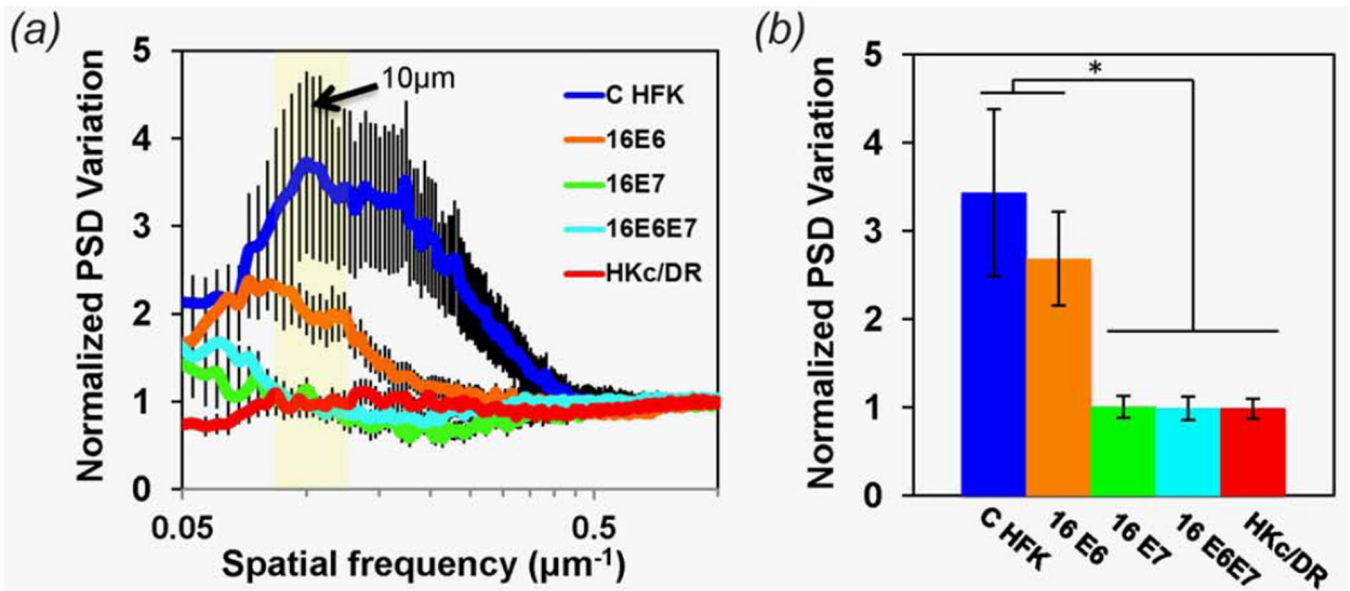 (a)
Normalized PSD Variation
5
4
3
2
1
0
10µm
C HFK
16E6
16E7
16E6E7
HKc/DR
0.05
0.5
Spatial frequency (µm-1)
(b)
Normalized PSD Variation
5
4
3
2
1
0
*
C HFK
16 E6
16 E7
16 E6E7
HKc/DR